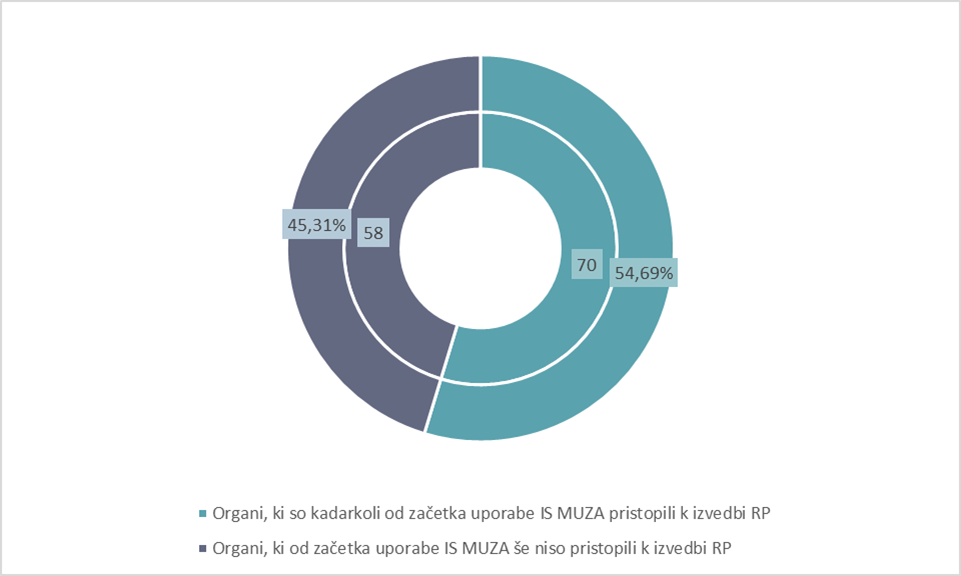 45,31%
58
70
54,69%
Organi, ki so kadarkoli od začetka uporabe IS MUZA pristopili k izvedbi RP
Organi, ki od začetka uporabe IS MUZA še niso pristopili k izvedbi RP